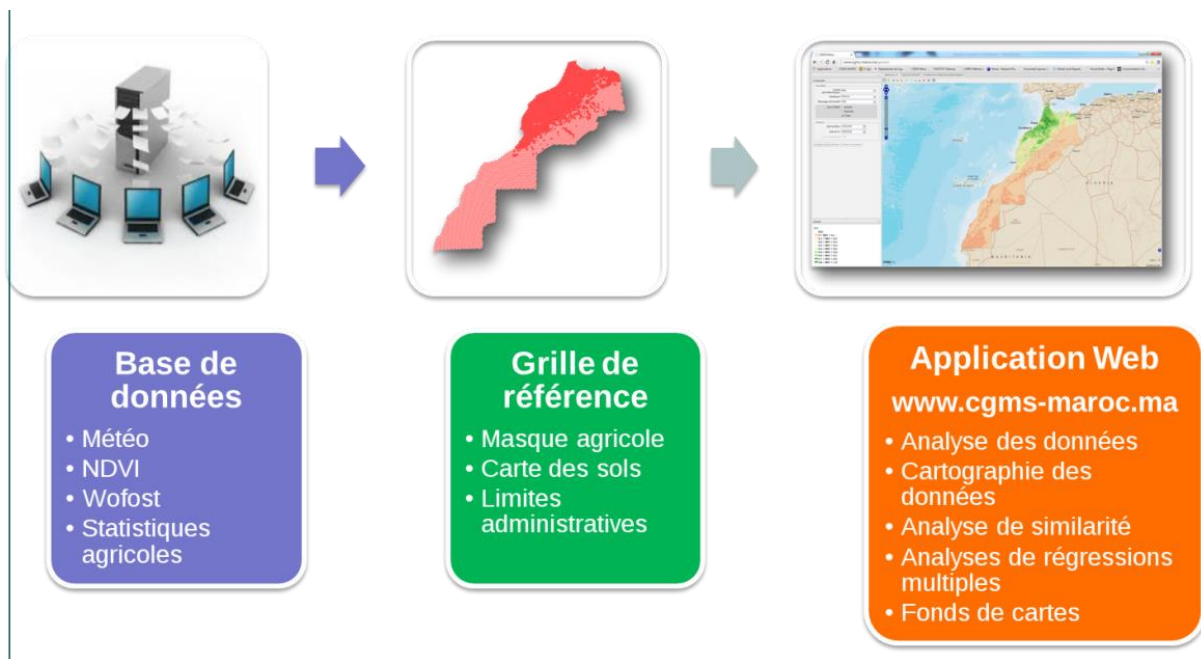 Base de
données
• Météo
• NDVI
• Wofost
• Statistiques
agricoles
Grille de
référence
• Masque agricole
• Carte des sols
• Limites
administratives
Application Web
www.cgms-maroc.ma
• Analyse des données
• Cartographie des
données
• Analyse de similarité
• Analyses de régressions
multiples
• Fonds de cartes